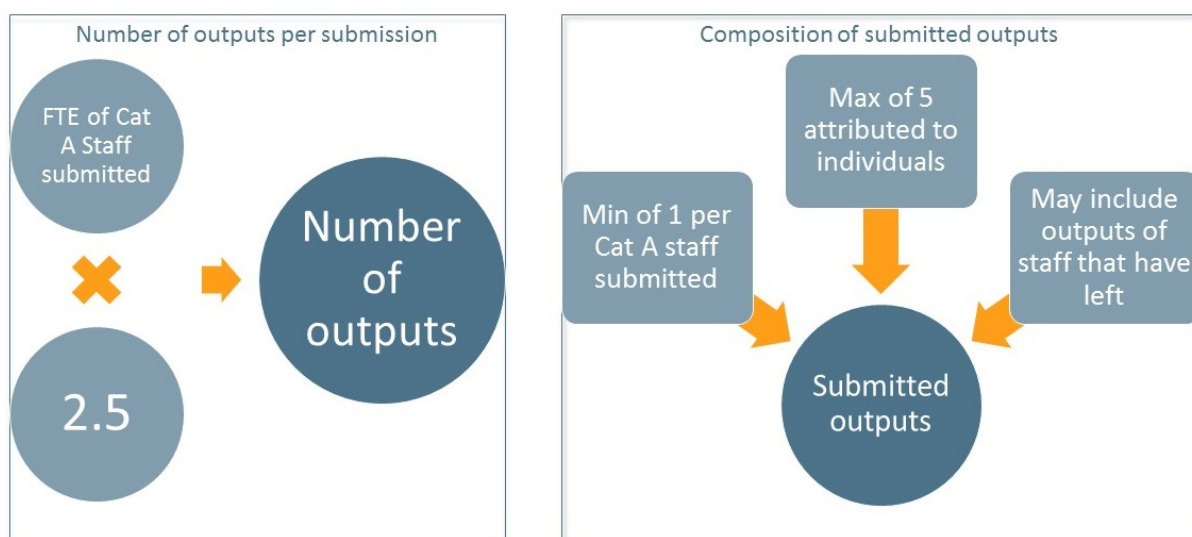 Number of outputs per submission
FTE of Cat
A Staff
submitted
2.5
Number
of
outputs
Composition of submitted outputs
Min of 1 per
Cat A staff
submitted
Max of 5
attributed to
individuals
May include
outputs of
staff that have
left
Submitted
outputs